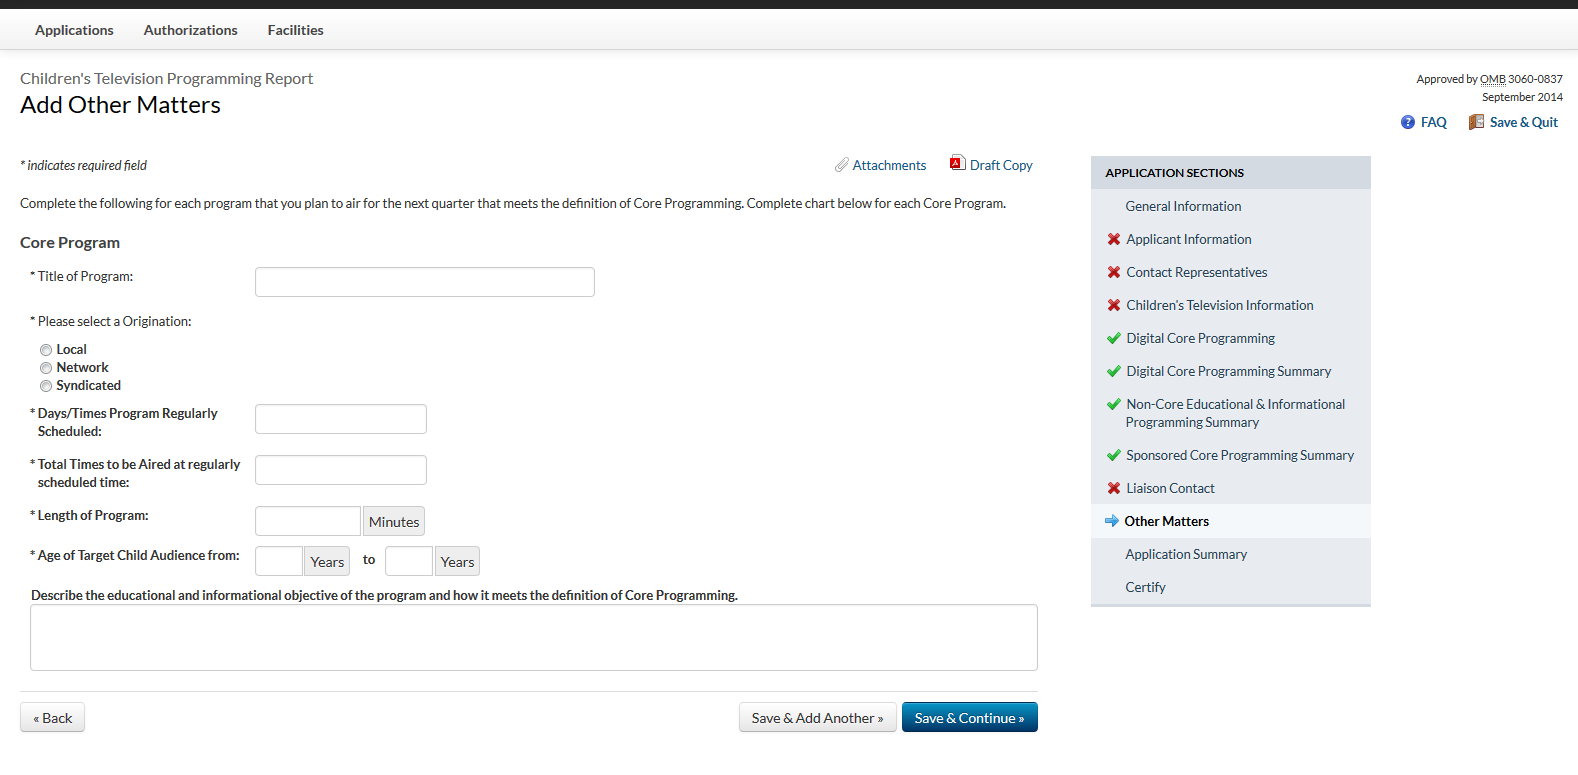 Applications Authorizations Facilities
Children's Television Programming Report
Add Other Matters
Approved by OMB 3060-0837
September 2014
? FAQ Save & Quit
* indicates required field
Attachments Draft Copy
Complete the following for each program that you plan to air for the next quarter that meets the definition of Core Programming. Complete chart below for each Core Program.
Core Program
* Title of Program:
* Please select a Origination:
Local
Network
Syndicated
* Days/Times Program Regularly
Scheduled:
* Total Times to be Aired at regularly
scheduled time:
* Length of Program: Minutes
* Age of Target Child Audience from: Years to Years
Describe the educational and informational objective of the program and how it meets the definition of Core Programming.
« Back Save & Add Another » Save & Continue »
APPLICATION SECTIONS
General Information
Applicant Information
Contact Representatives
Children's Television Information
Digital Core Programming
Digital Core Programming Summary
Non-Core Educational & Informational
Programming Summary
Sponsored Core Programming Summary
Liaison Contact
Other Matters
Application Summary
Certify